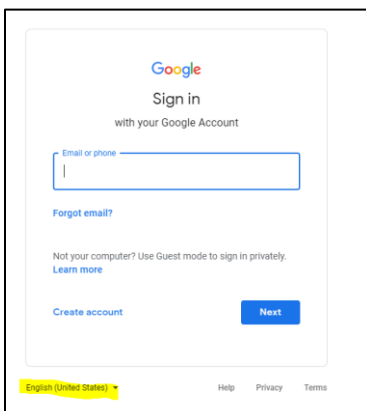 Google
Sign in
with your Google Account
Email or phone
Forgot email?
Not your computer? Use Guest mode to sign in privately.
Learn more
Create account Next
English (United States) Help Privacy Terms